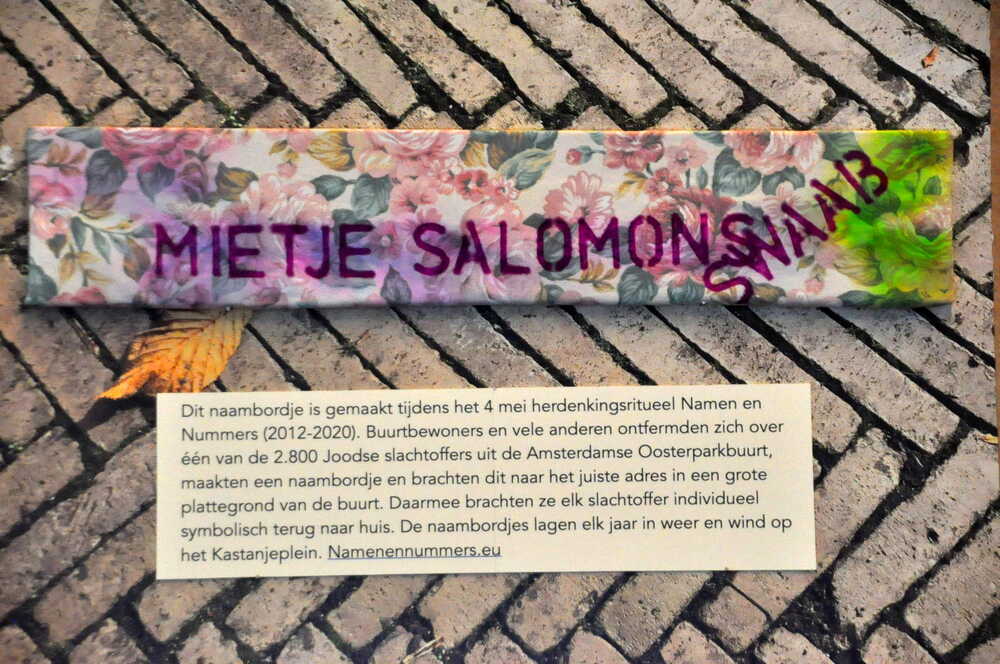 MIETJE SALOMONS SWAAB
Dit naambordje is gemaakt tijdens het 4 mei herdenkingsritueel Namen en
Nummers (2012-2020). Buurtbewoners en vele anderen ontfermden zich over
één van de 2.800 Joodse slachtoffers uit de Amsterdamse Oosterparkbuurt,
maakten een naambordje en brachten dit naar het juiste adres in een grote
plattegrond van de buurt. Daarmee brachten ze elk slachtoffer individueel
symbolisch terug naar huis. De naambordjes lagen elk jaar in weer en wind op
het Kastanjeplein. Namenennummers.eu